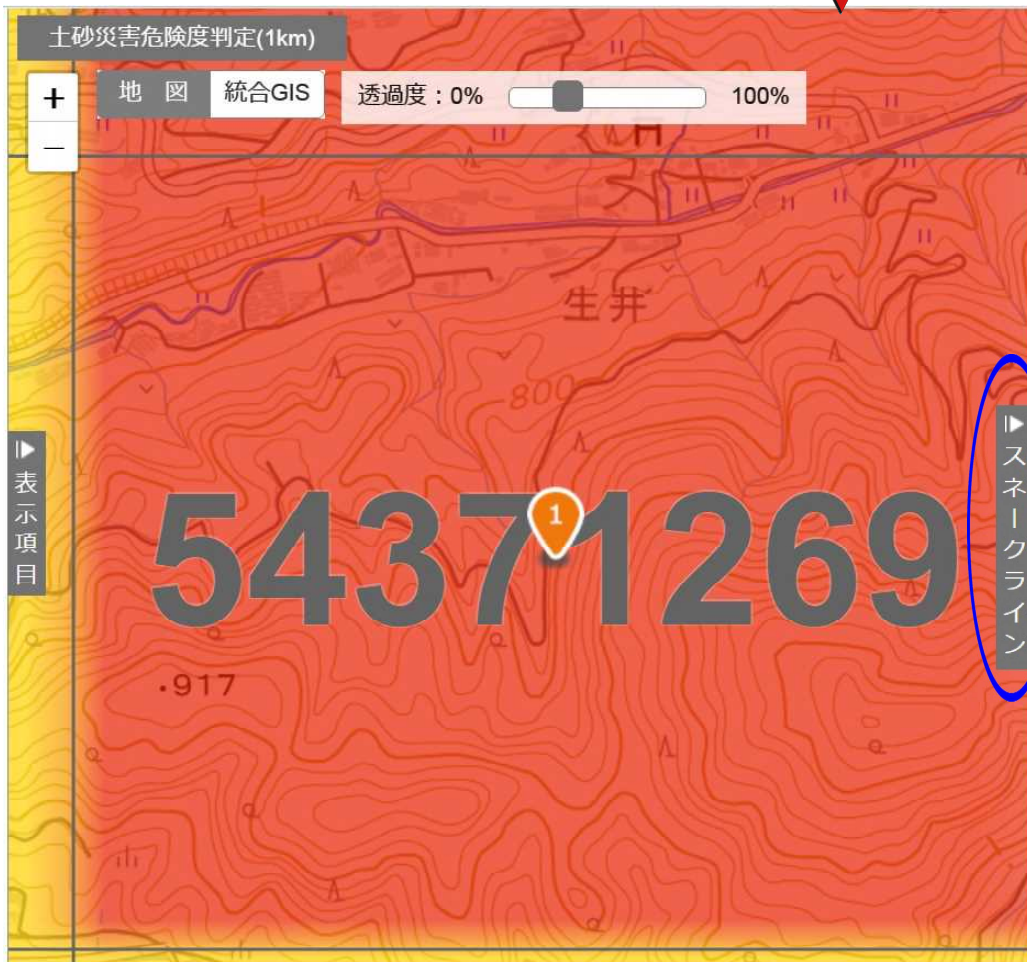 土砂災害危険度判定(1km)
+
地 図
統合GIS
透過度：0%
100%
−
生井
800
表示項目
スネークライン
54371269
1
・917